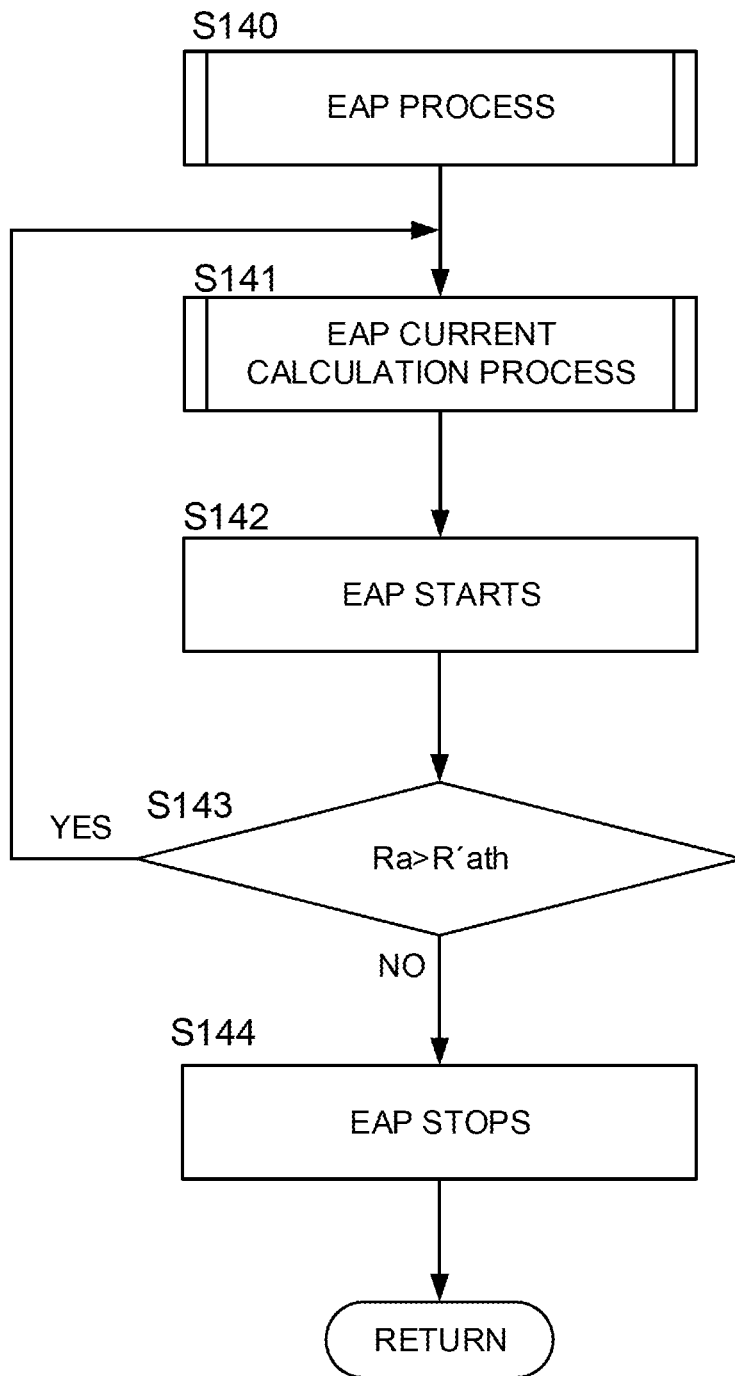 S140
EAP PROCESS
S141
EAP CURRENT
CALCULATION PROCESS
S142
EAP STARTS
S143
YES
Ra>R´ath
NO
S144
EAP STOPS
RETURN